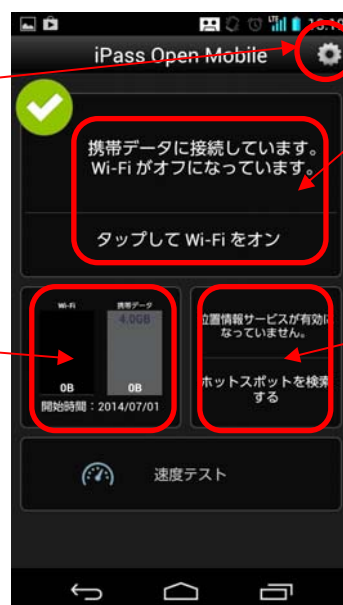 LTE 13:19
iPass Open Mobile
携帯データに接続しています。
Wi-Fi がオフになっています。
タップして Wi-Fi をオン
Wi-Fi 携帯データ
4.0GB
0B 0B
開始時間：2014/07/01
位置情報サービスが有効に
なっていません。
ホットスポットを検索
する
速度テスト